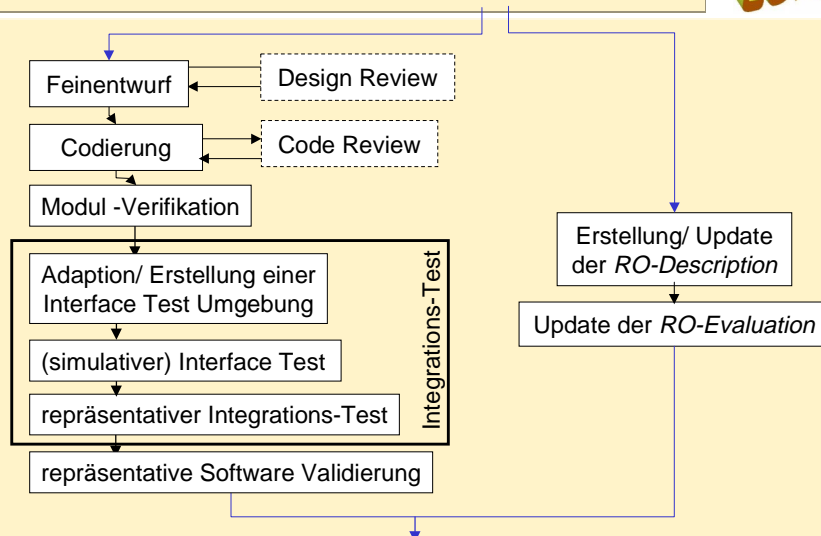 Feinentwurf
Design Review
Codierung
Code Review
Modul -Verifikation
Adaption/ Erstellung einer
Interface Test Umgebung
(simulativer) Interface Test
repräsentativer Integrations-Test
Integrations-Test
repräsentative Software Validierung
Erstellung/ Update
der RO-Description
Update der RO-Evaluation